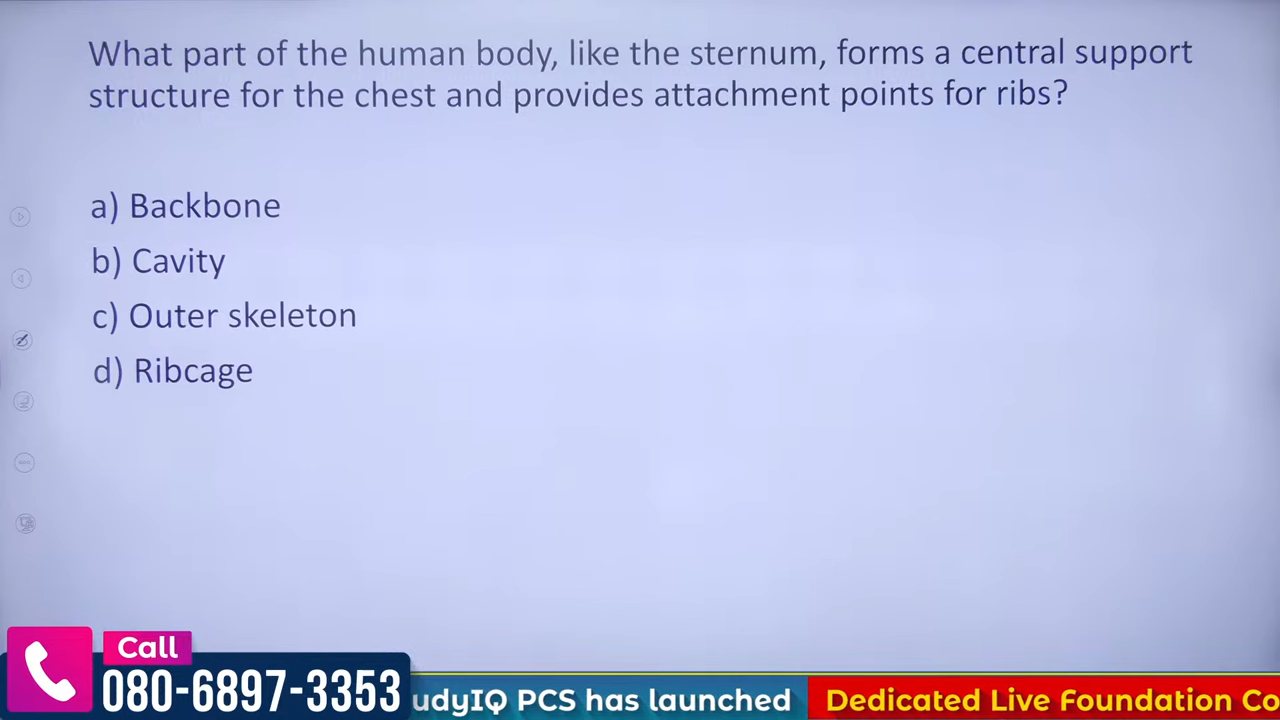 What part of the human body, like the sternum, forms a central support
structure for the chest and provides attachment points for ribs?
a) Backbone
b) Cavity
c) Outer skeleton
d) Ribcage
Call
080-6897-3353
udyIQ PCS has launched
Dedicated Live Foundation Co